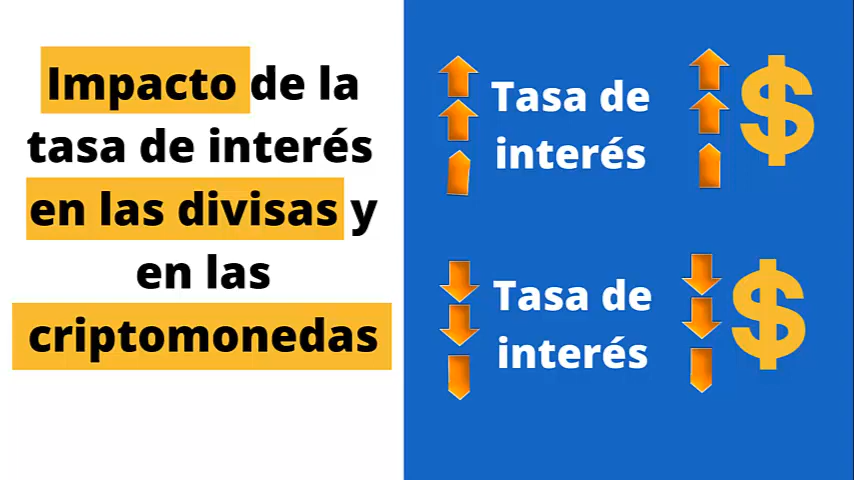 Impacto de la
tasa de interés
en las divisas y
en las
criptomonedas
Tasa de
interés
$
Tasa de
interés
$